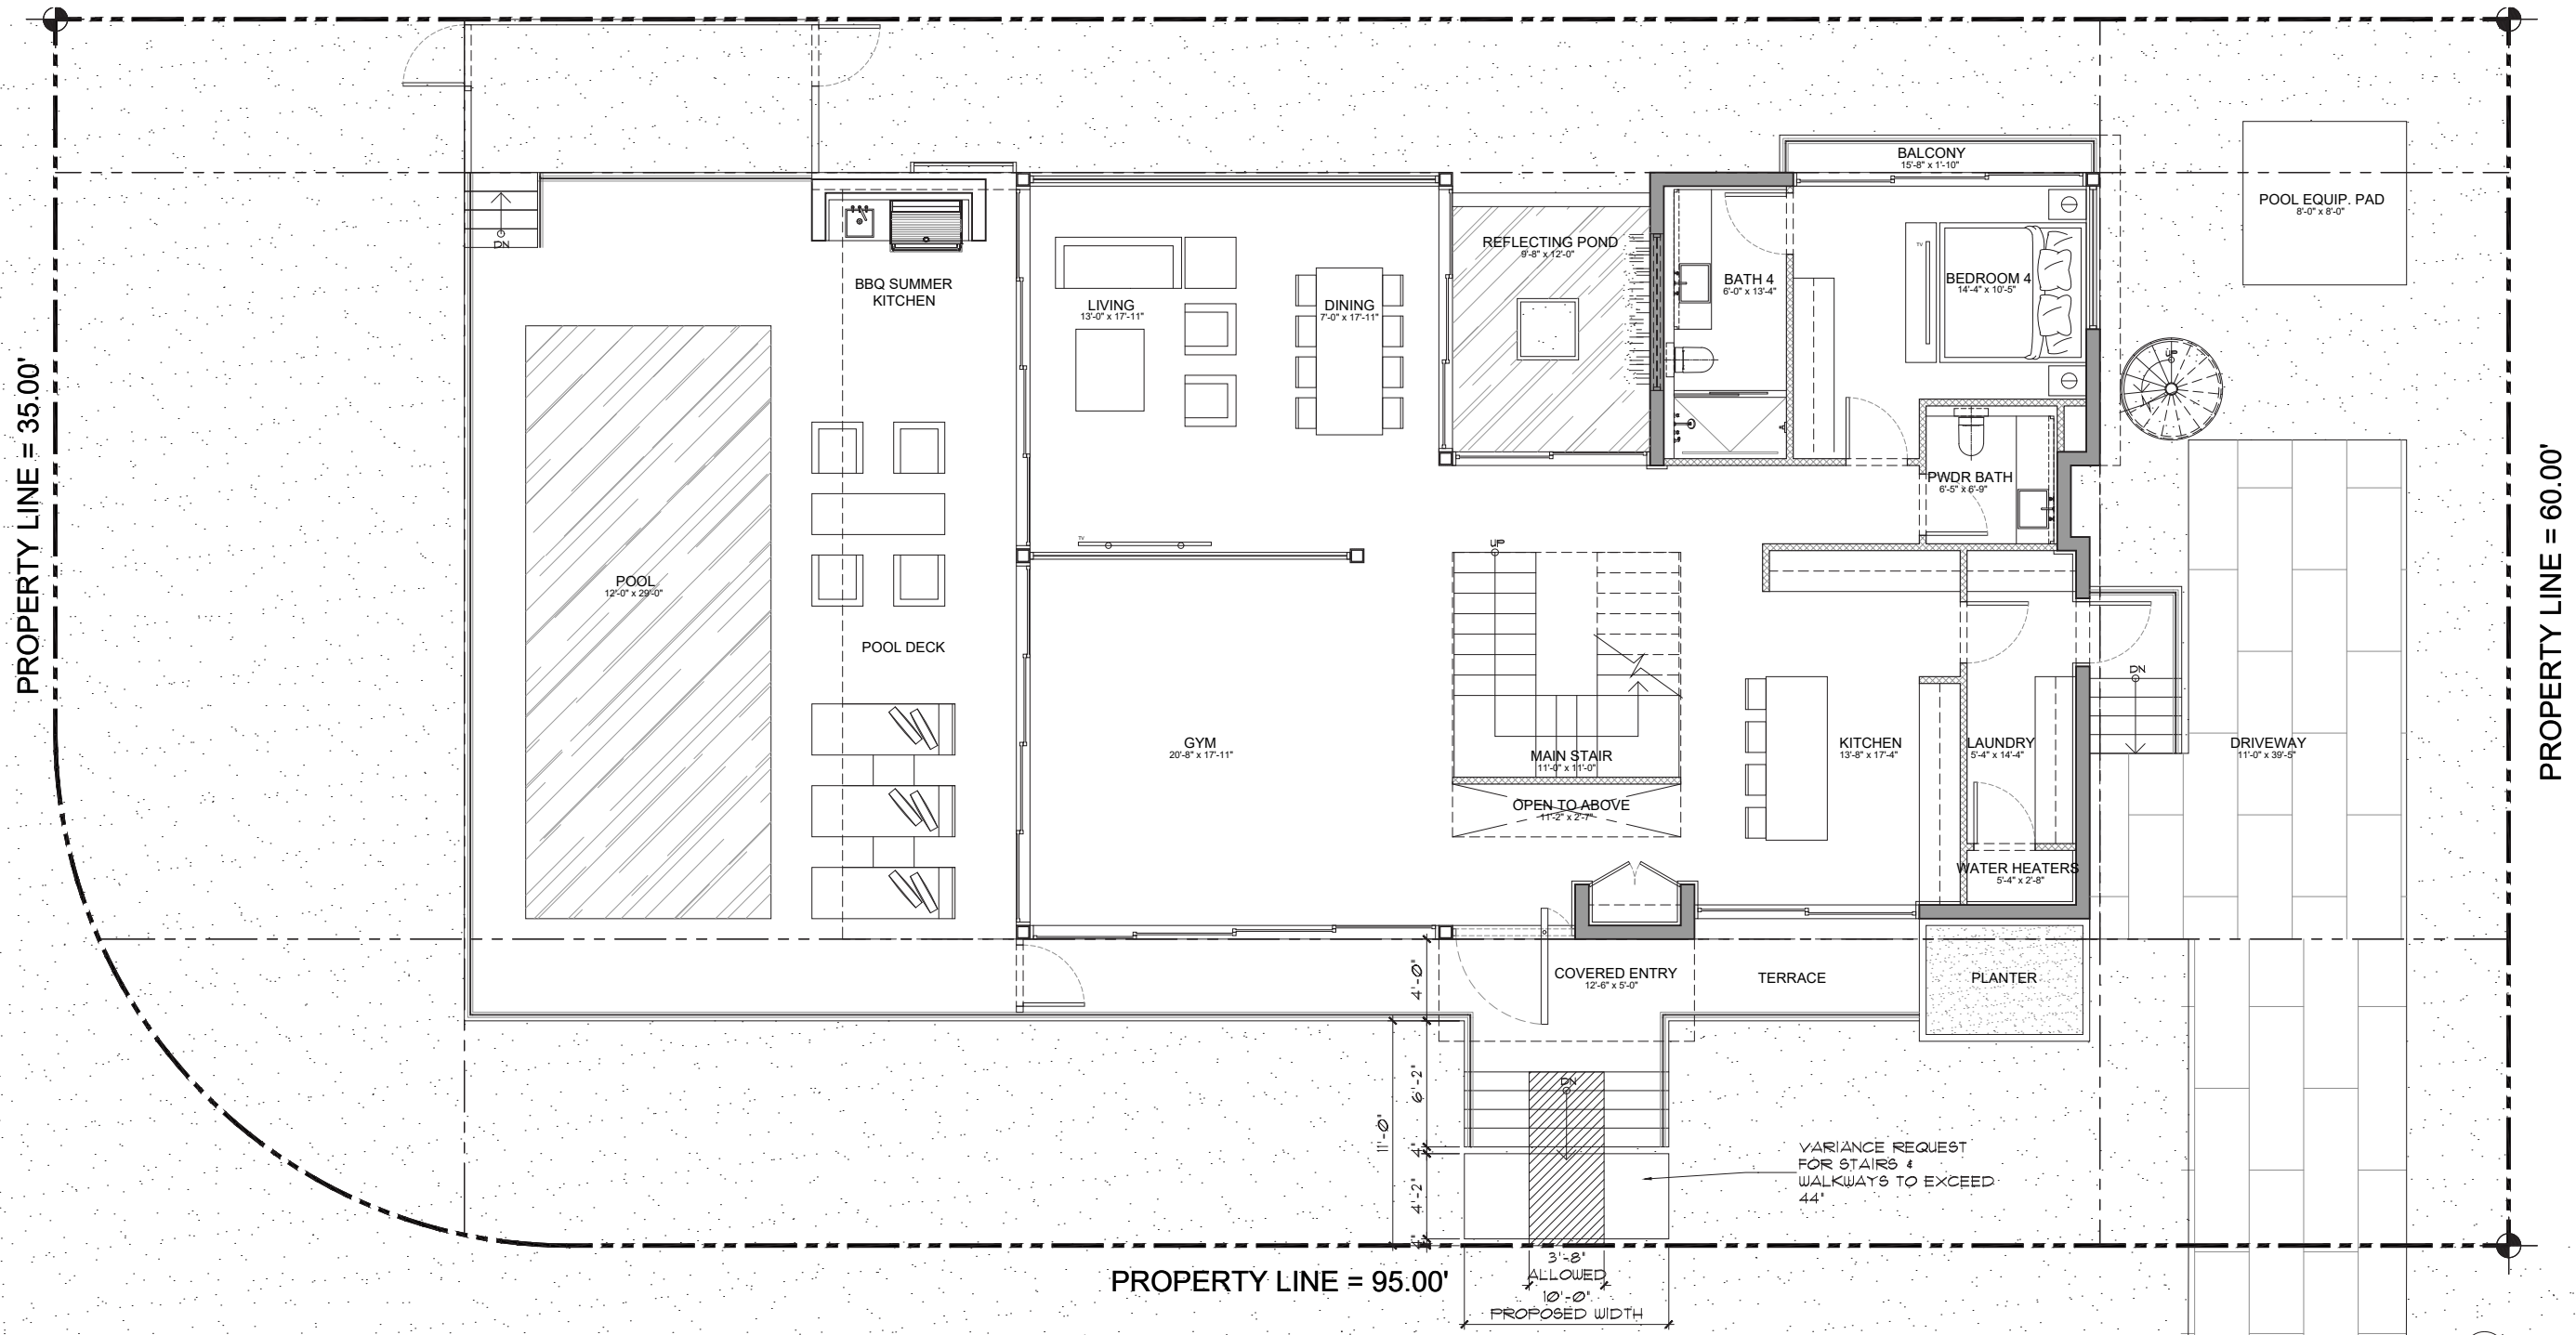 BALCONY
15'-8" x 1'-10"
POOL EQUIP. PAD
8'-0" x 8'-0"
DN
BBQ SUMMER
KITCHEN
LIVING
13'-0" x 17'-11"
DINING
7'-0" x 17'-11"
REFLECTING POND
9'-8" x 12'-0"
BATH 4
6'-0" x 13'-4"
TV
BEDROOM 4
14'-4" x 10'-5"
UP
PROPERTY LINE = 35.00'
PROPERTY LINE = 60.00'
PWDR BATH
6'-5" x 6'-9"
TV
UP
POOL
12'-0" x 29'-0"
POOL DECK
GYM
20'-8" x 17'-11"
MAIN STAIR
11'-0" x 11'-0"
OPEN TO ABOVE
11'-2" x 2'-7"
KITCHEN
13'-8" x 17'-4"
LAUNDRY
5'-4" x 14'-4"
DN
DRIVEWAY
11'-0" x 39'-5"
WATER HEATERS
5'-4" x 2'-8"
4'-0"
COVERED ENTRY
12'-6" x 5'-0"
TERRACE
PLANTER
11'-0"
6'-2"
4"
4'-2"
4"
DN
VARIANCE REQUEST
FOR STAIRS &
WALKWAYS TO EXCEED
44"
PROPERTY LINE = 95.00'
3'-8"
ALLOWED
10'-0"
PROPOSED WIDTH